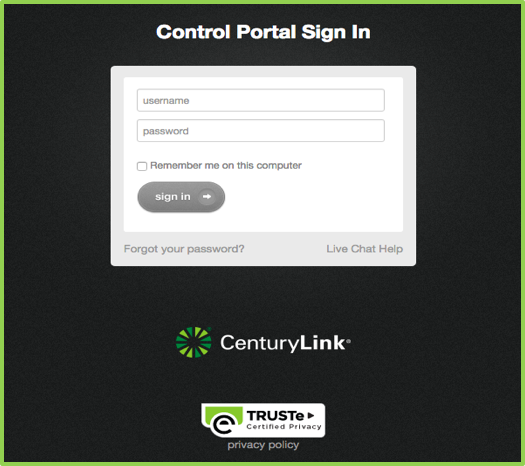 Control Portal Sign In
username
password
Remember me on this computer
sign in
Forgot your password? Live Chat Help
CenturyLink®
e TRUSTe
Certified Privacy
privacy policy